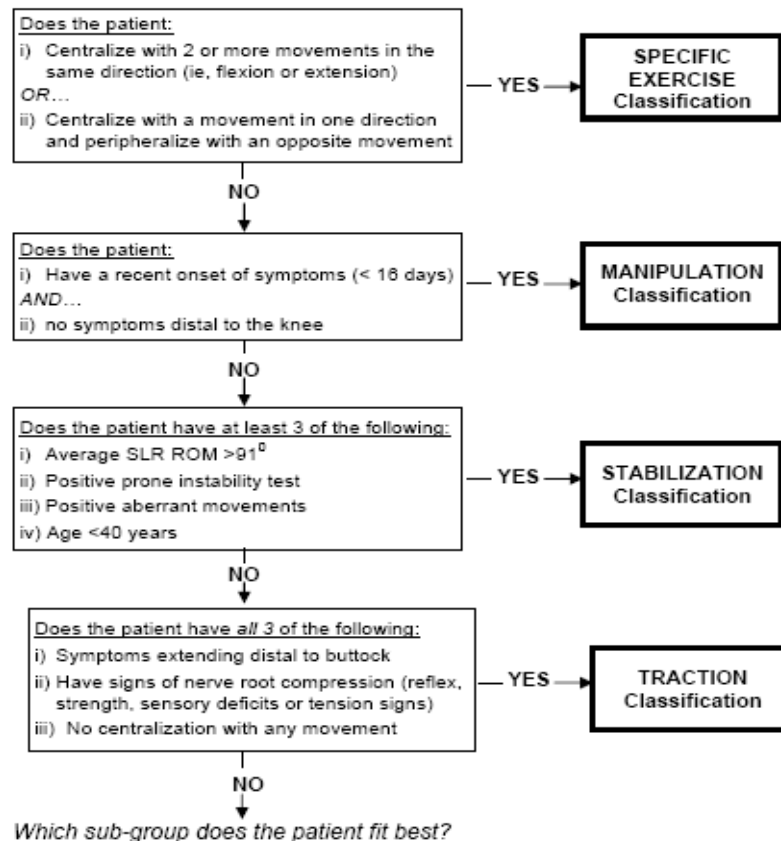 Does the patient:
i) Centralize with 2 or more movements in the
same direction (ie, flexion or extension)
OR…
ii) Centralize with a movement in one direction
and peripheralize with an opposite movement
YES
SPECIFIC
EXERCISE
Classification
NO
Does the patient:
i) Have a recent onset of symptoms (< 16 days)
AND…
ii) no symptoms distal to the knee
YES
MANIPULATION
Classification
NO
Does the patient have at least 3 of the following:
i) Average SLR ROM >91⁰
ii) Positive prone instability test
iii) Positive aberrant movements
iv) Age <40 years
YES
STABILIZATION
Classification
NO
Does the patient have all 3 of the following:
i) Symptoms extending distal to buttock
ii) Have signs of nerve root compression (reflex,
strength, sensory deficits or tension signs)
iii) No centralization with any movement
YES
TRACTION
Classification
NO
Which sub-group does the patient fit best?